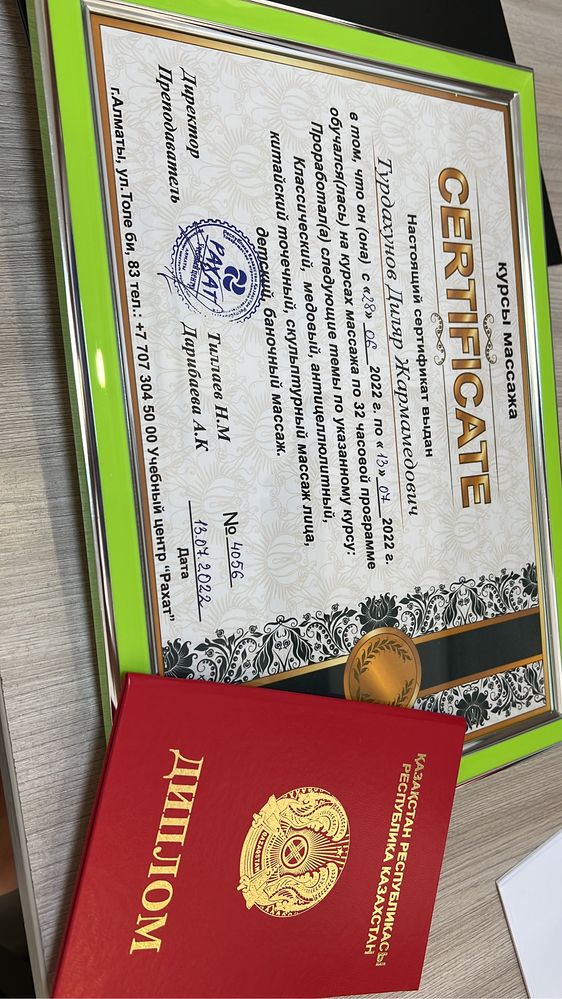 курсы массажа
CERTIFICATE
Настоящий сертификат выдан
Турдахунов Диляр Жармамедович
в том, что он (она) с «28» 06 2022 г. по «13» 07 2022 г.
обучался(лась) на курсах массажа по 32 часовой программе
Проработал(а) следующие темы по указанному курсу:
Классический, медовый, антицеллюлитный,
китайский точечный, скульптурный массаж лица,
детский, баночный массаж.
Директор Тиллаев Н.М № 4056
Преподаватель Дарибаева А.К 13.07.2022
Дата
РАХАТ
г.Алматы, ул.Толе би, 83 тел.: +7 707 304 50 00 Учебный центр "Рахат"
ҚАЗАҚСТАН РЕСПУБЛИКАСЫ
РЕСПУБЛИКА КАЗАХСТАН
QAZAQSTAN
ДИПЛОМ